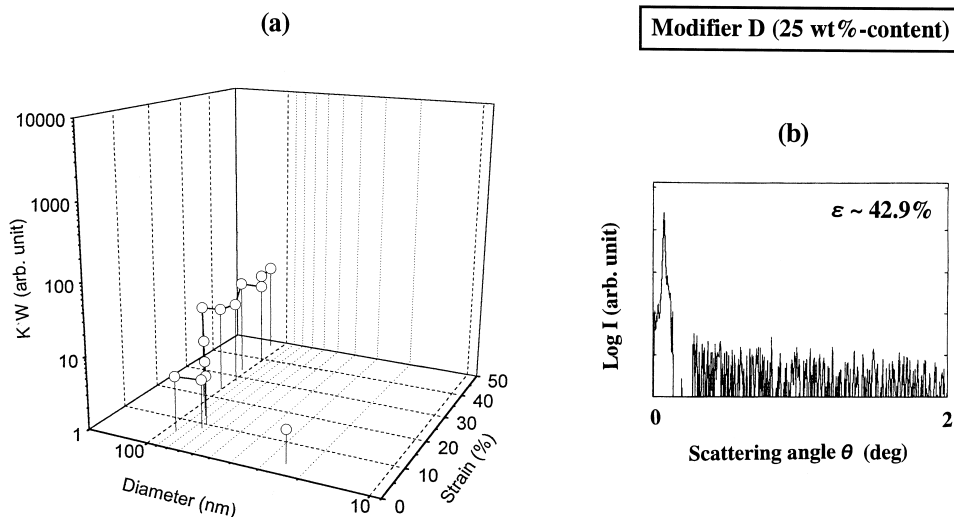 (a)
Modifier D (25 wt%-content)
10000
1000
100
10
1
K·W (arb. unit)
100
10
Diameter (nm)
0
10
20
30
40
50
Strain (%)
(b)
ε ~ 42.9%
Log I (arb. unit)
0
2
Scattering angle θ (deg)